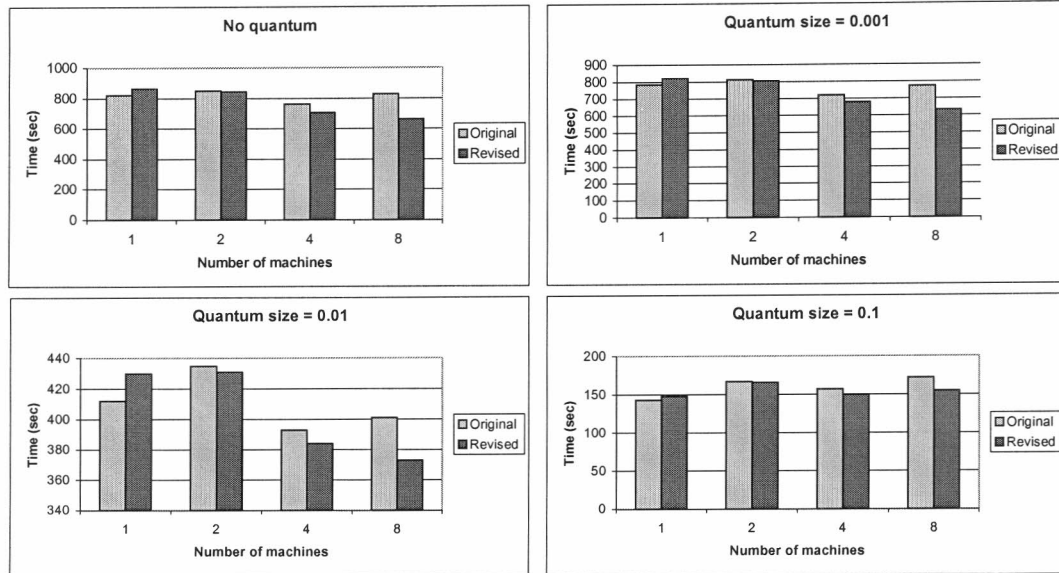 No quantum
1000
800
600
400
200
0
Time (sec)
1 2 4 8
Number of machines
Original
Revised
Quantum size = 0.001
900
800
700
600
500
400
300
200
100
0
Time (sec)
1 2 4 8
Number of machines
Original
Revised
Quantum size = 0.01
440
420
400
380
360
340
Time (sec)
1 2 4 8
Number of machines
Original
Revised
Quantum size = 0.1
200
150
100
50
0
Time (sec)
1 2 4 8
Number of machines
Original
Revised